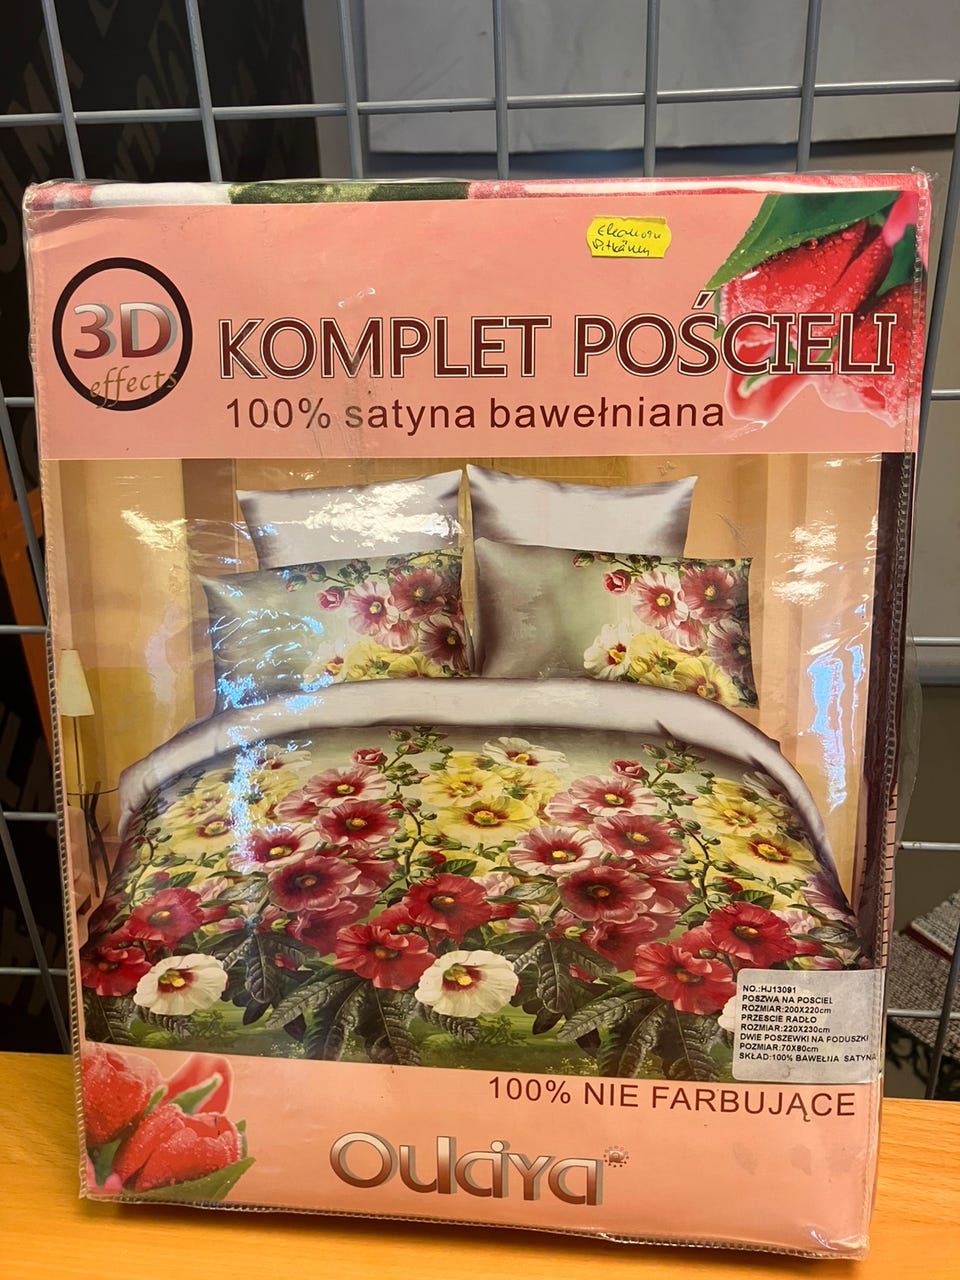 3D
effects
KOMPLET POŚCIELI
100% satyna bawełniana
NO.:HJ13091
POSZWA NA POSCIEL
ROZMIAR:200X220cm
PRZESCIE RADŁO
ROZMIAR:220X230cm
DWIE POSZEWKI NA PODUSZKI
POZMIAR:70X80cm
SKŁAD:100% BAWEŁNA SATYNA
100% NIE FARBUJĄCE
Oulaiya